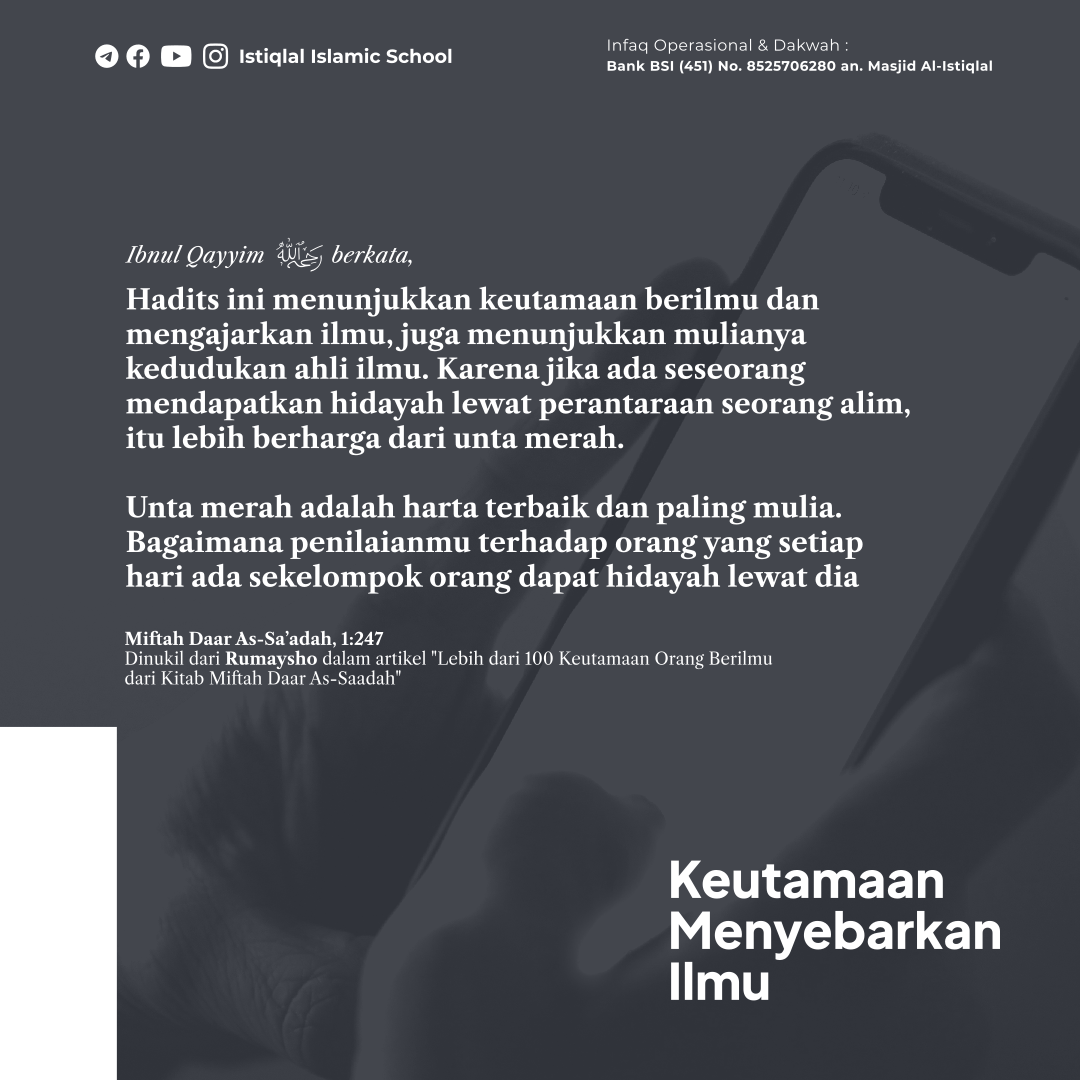 Istiqlal Islamic School
Infaq Operasional & Dakwah :
Bank BSI (451) No. 8525706280 an. Masjid Al-Istiqlal
Ibnul Qayyim رحمه الله berkata,
Hadits ini menunjukkan keutamaan berilmu dan
mengajarkan ilmu, juga menunjukkan mulianya
kedudukan ahli ilmu. Karena jika ada seseorang
mendapatkan hidayah lewat perantaraan seorang alim,
itu lebih berharga dari unta merah.
Unta merah adalah harta terbaik dan paling mulia.
Bagaimana penilaianmu terhadap orang yang setiap
hari ada sekelompok orang dapat hidayah lewat dia
Miftah Daar As-Sa’adah, 1:247
Dinukil dari Rumaysho dalam artikel "Lebih dari 100 Keutamaan Orang Berilmu
dari Kitab Miftah Daar As-Saadah"
Keutamaan
Menyebarkan
Ilmu